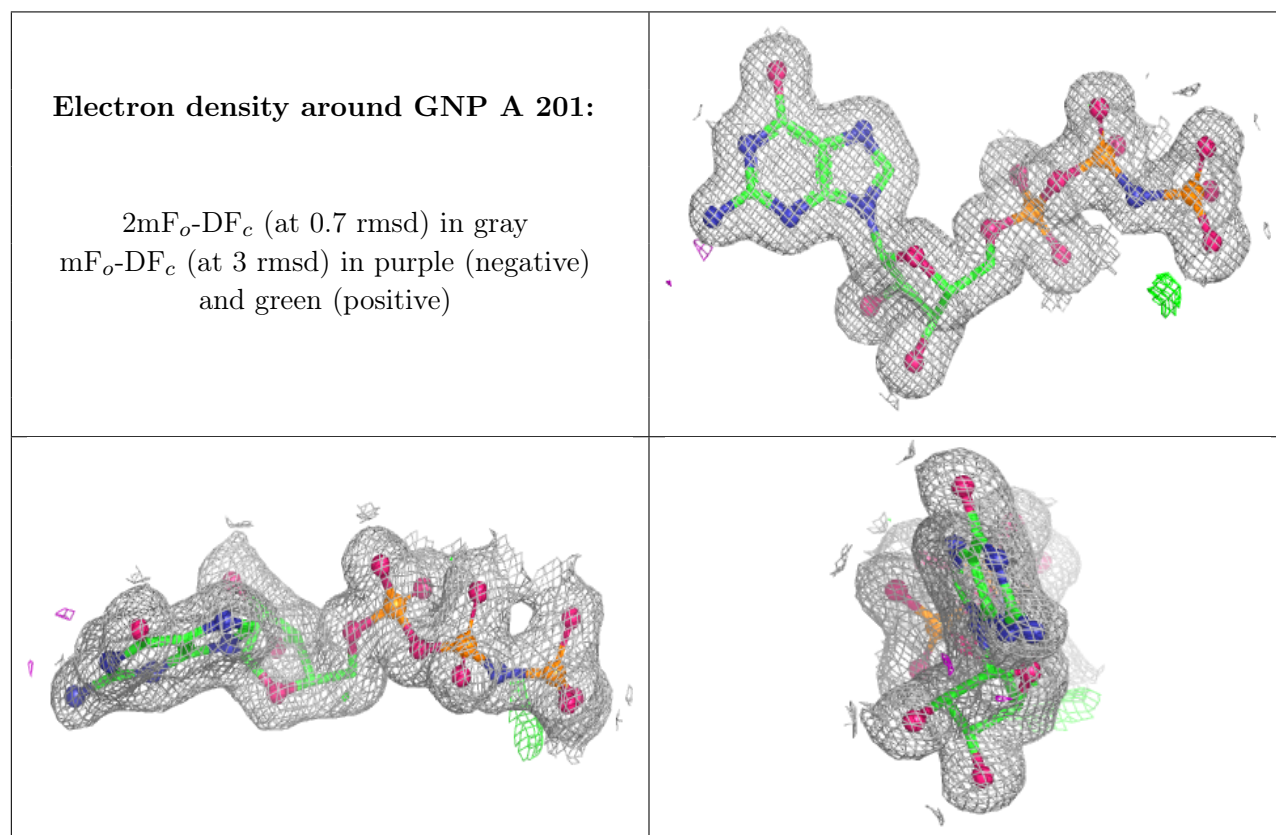 Electron density around GNP A 201:
2mFₒ-DF𝒸 (at 0.7 rmsd) in gray
mFₒ-DF𝒸 (at 3 rmsd) in purple (negative)
and green (positive)